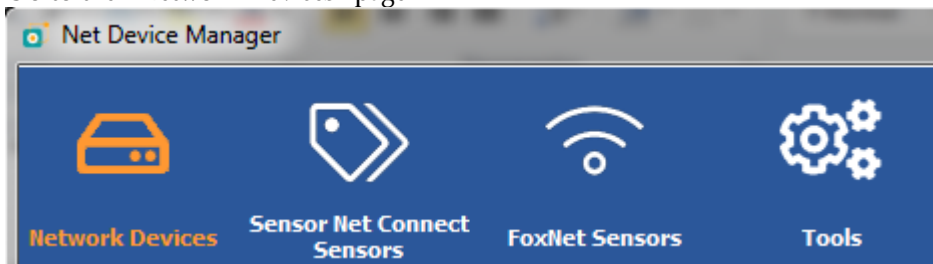 Net Device Manager
Network Devices
Sensor Net Connect
Sensors
FoxNet Sensors
Tools